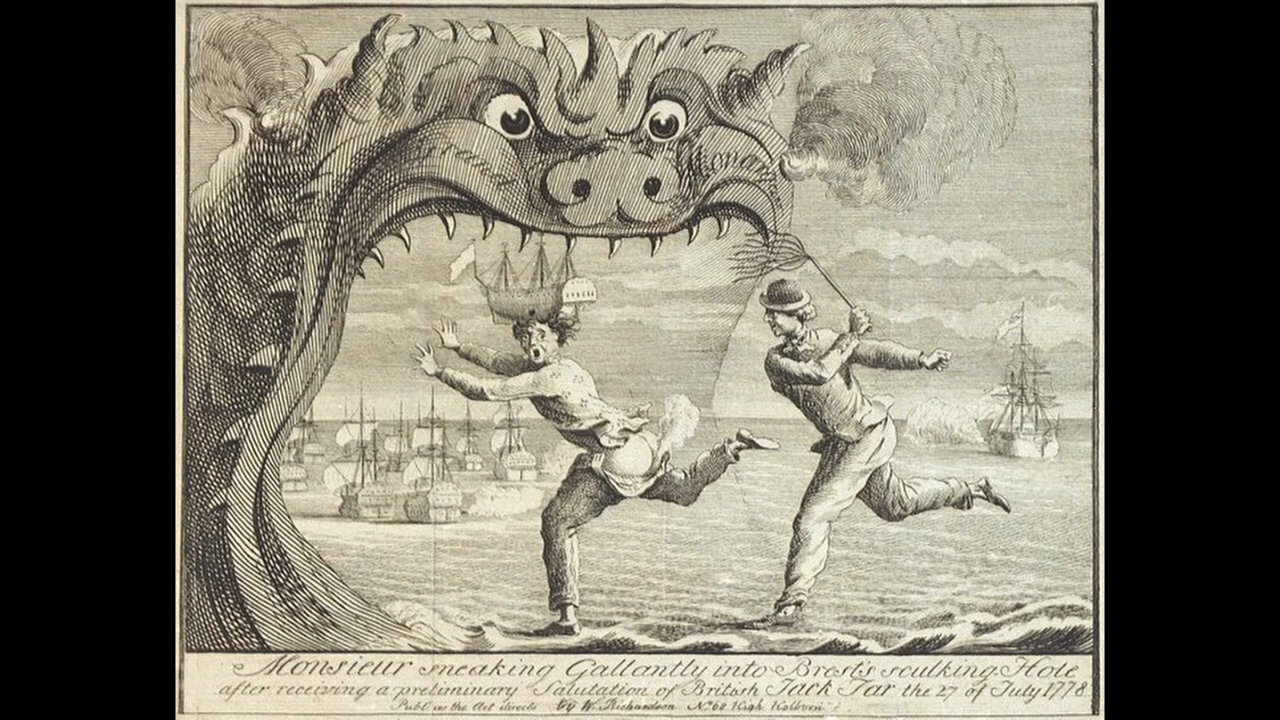 Monsieur sneaking Gallantly into Brest's sculking Hole
after receiving a preliminary Salutation of British Jack Tar the 27 of July 1778
Publ. as the Act directs by W. Richardson No. 68 High Holborn